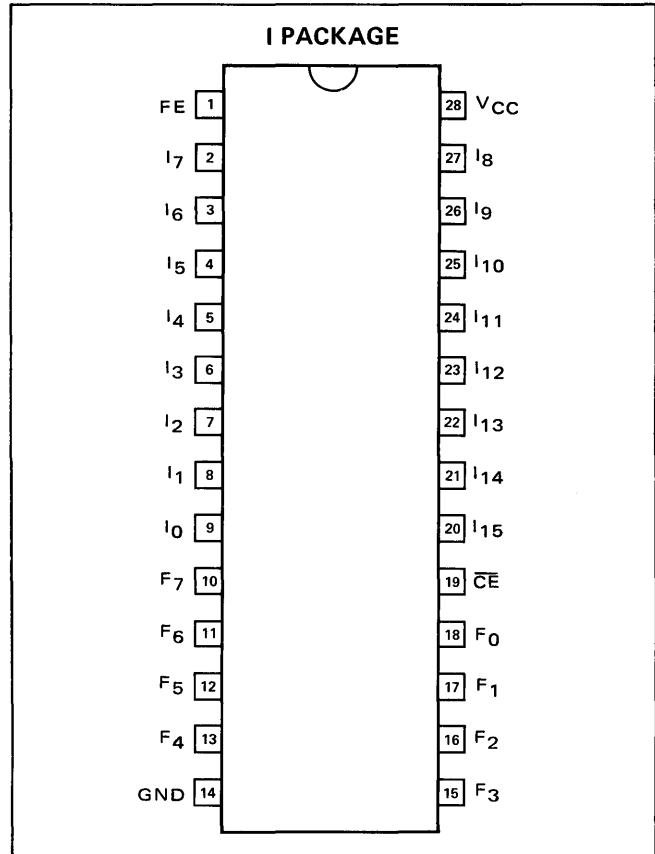 I PACKAGE
FE 1 28 VCC
I7 2 27 I8
I6 3 26 I9
I5 4 25 I10
I4 5 24 I11
I3 6 23 I12
I2 7 22 I13
I1 8 21 I14
I0 9 20 I15
F7 10 19 C̅E̅
F6 11 18 F0
F5 12 17 F1
F4 13 16 F2
GND 14 15 F3